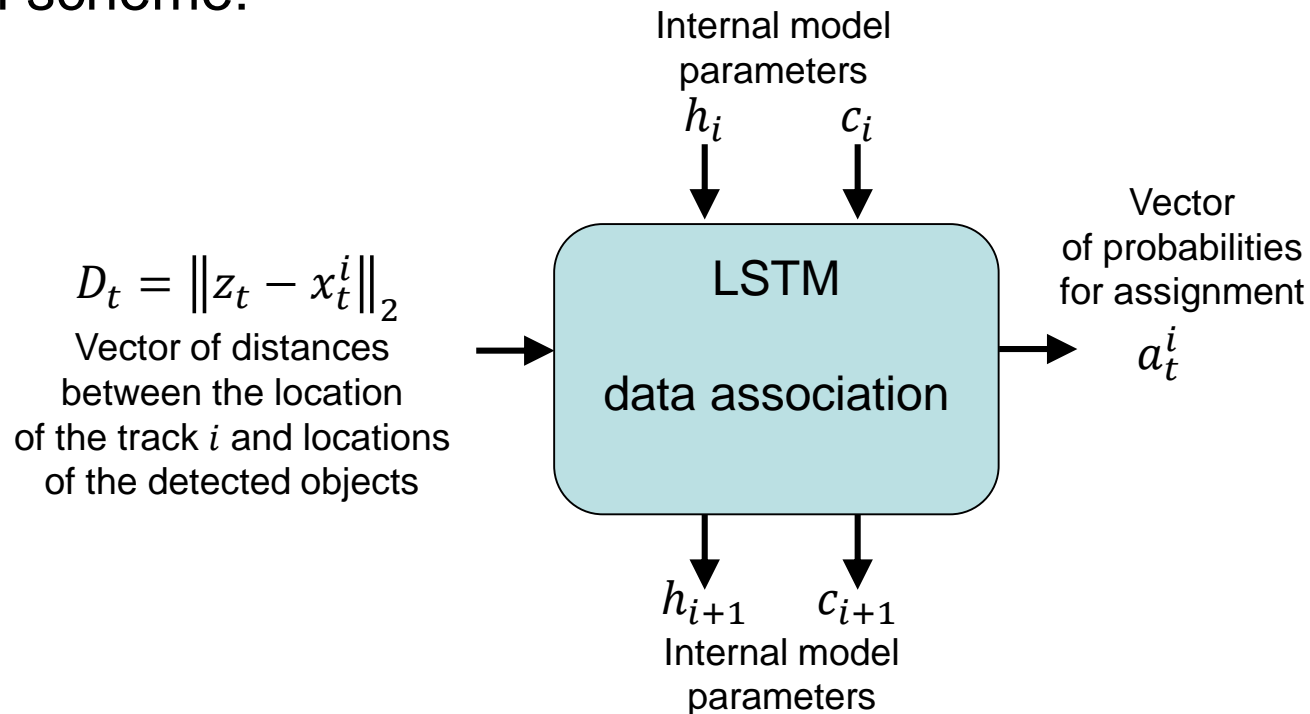 scheme.
Internal model
parameters
h_i c_i
D_t = ‖z_t − x_t^i‖_2
Vector of distances
between the location
of the track i and locations
of the detected objects
LSTM
data association
Vector
of probabilities
for assignment
a_t^i
h_{i+1} c_{i+1}
Internal model
parameters